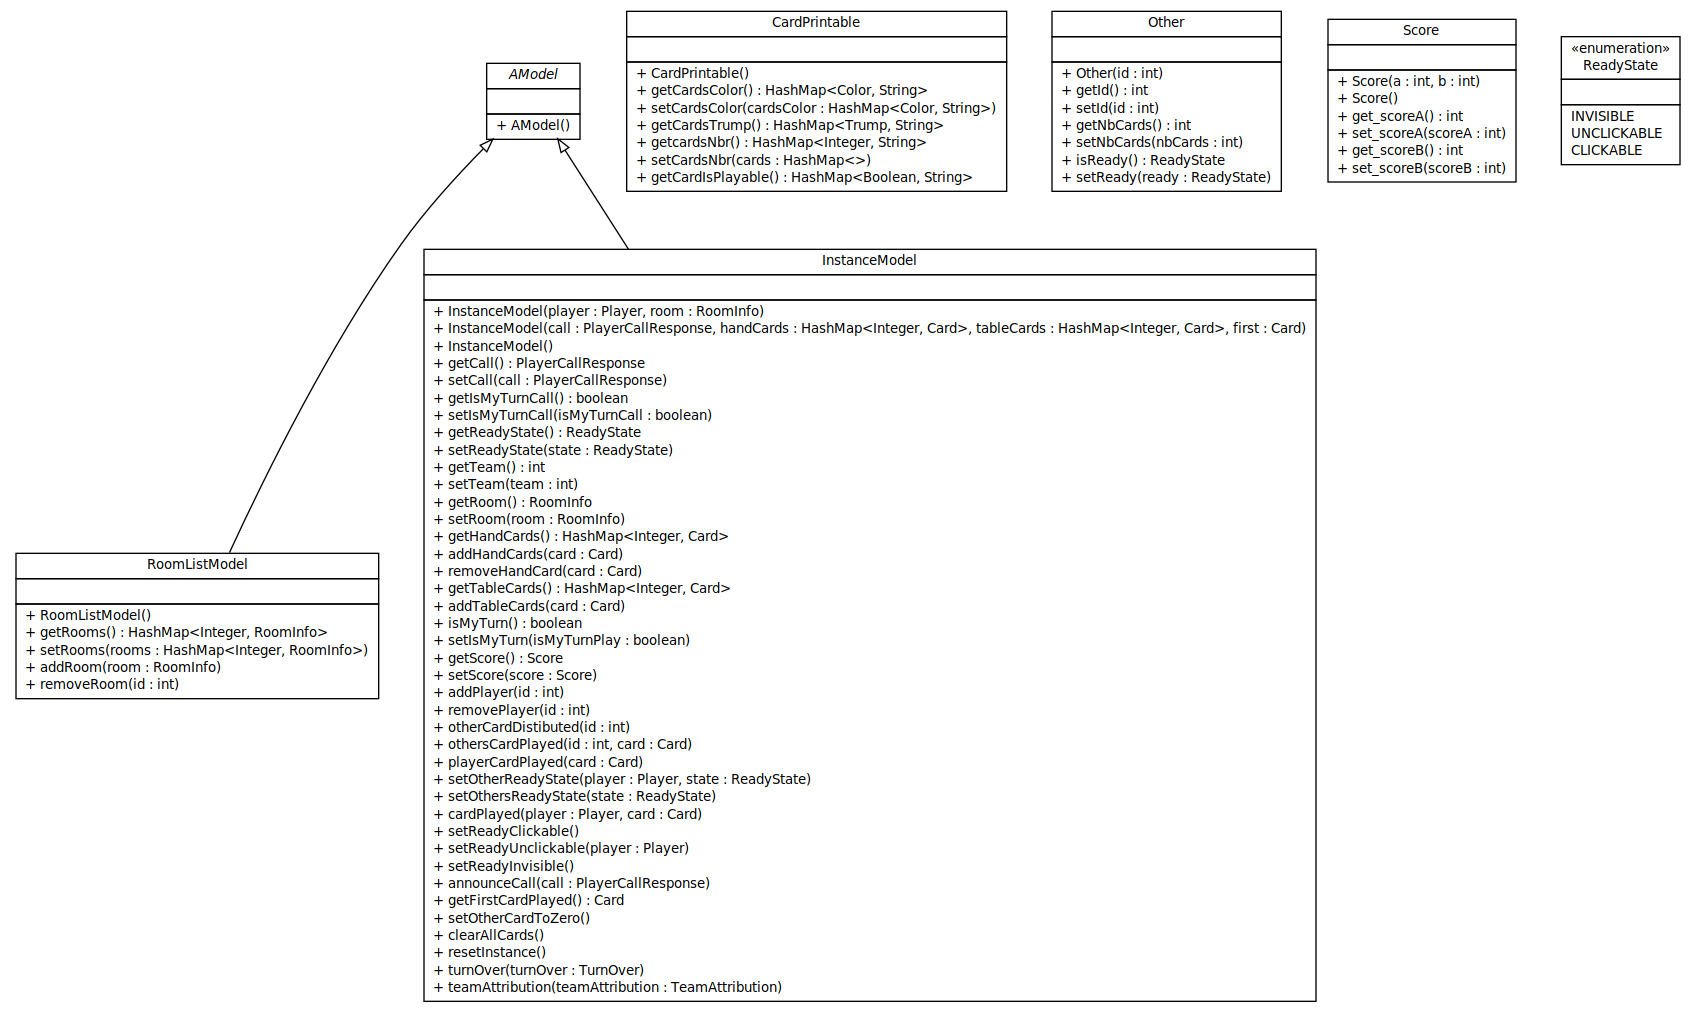 AModel
+ AModel()
CardPrintable
+ CardPrintable()
+ getCardsColor() : HashMap<Color, String>
+ setCardsColor(cardsColor : HashMap<Color, String>)
+ getCardsTrump() : HashMap<Trump, String>
+ getcardsNbr() : HashMap<Integer, String>
+ setCardsNbr(cards : HashMap<>)
+ getCardIsPlayable() : HashMap<Boolean, String>
Other
+ Other(id : int)
+ getId() : int
+ setId(id : int)
+ getNbCards() : int
+ setNbCards(nbCards : int)
+ isReady() : ReadyState
+ setReady(ready : ReadyState)
Score
+ Score(a : int, b : int)
+ Score()
+ get_scoreA() : int
+ set_scoreA(scoreA : int)
+ get_scoreB() : int
+ set_scoreB(scoreB : int)
«enumeration»
ReadyState
INVISIBLE
UNCLICKABLE
CLICKABLE
InstanceModel
+ InstanceModel(player : Player, room : RoomInfo)
+ InstanceModel(call : PlayerCallResponse, handCards : HashMap<Integer, Card>, tableCards : HashMap<Integer, Card>, first : Card)
+ InstanceModel()
+ getCall() : PlayerCallResponse
+ setCall(call : PlayerCallResponse)
+ getIsMyTurnCall() : boolean
+ setIsMyTurnCall(isMyTurnCall : boolean)
+ getReadyState() : ReadyState
+ setReadyState(state : ReadyState)
+ getTeam() : int
+ setTeam(team : int)
+ getRoom() : RoomInfo
+ setRoom(room : RoomInfo)
+ getHandCards() : HashMap<Integer, Card>
+ addHandCards(card : Card)
+ removeHandCard(card : Card)
+ getTableCards() : HashMap<Integer, Card>
+ addTableCards(card : Card)
+ isMyTurn() : boolean
+ setIsMyTurn(isMyTurnPlay : boolean)
+ getScore() : Score
+ setScore(score : Score)
+ addPlayer(id : int)
+ removePlayer(id : int)
+ otherCardDistibuted(id : int)
+ othersCardPlayed(id : int, card : Card)
+ playerCardPlayed(card : Card)
+ setOtherReadyState(player : Player, state : ReadyState)
+ setOthersReadyState(state : ReadyState)
+ cardPlayed(player : Player, card : Card)
+ setReadyClickable()
+ setReadyUnclickable(player : Player)
+ setReadyInvisible()
+ announceCall(call : PlayerCallResponse)
+ getFirstCardPlayed() : Card
+ setOtherCardToZero()
+ clearAllCards()
+ resetInstance()
+ turnOver(turnOver : TurnOver)
+ teamAttribution(teamAttribution : TeamAttribution)
RoomListModel
+ RoomListModel()
+ getRooms() : HashMap<Integer, RoomInfo>
+ setRooms(rooms : HashMap<Integer, RoomInfo>)
+ addRoom(room : RoomInfo)
+ removeRoom(id : int)